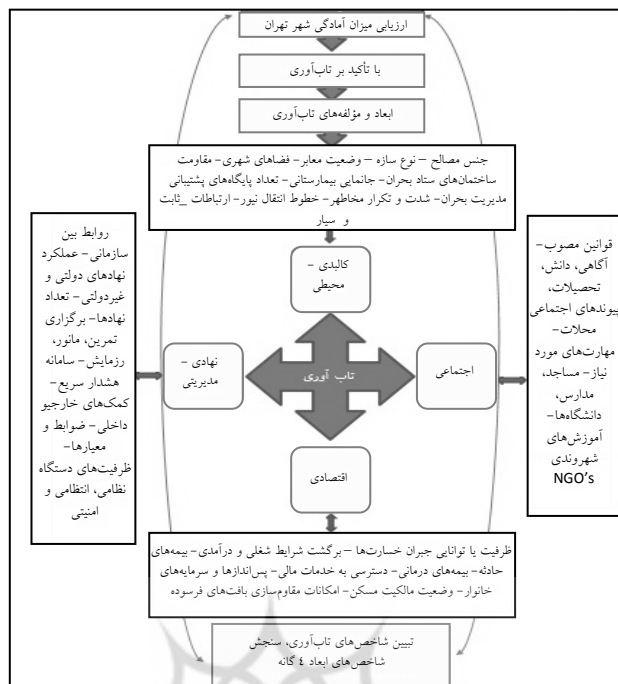 ارزیابی میزان آمادگی شهر تهران
با تأکید بر تاب‌آوری
ابعاد و مؤلفه‌های تاب‌آوری
جنس مصالح – نوع سازه – وضعیت معابر- فضاهای شهری- مقاومت
ساختمان‌های ستاد بحران- جانمایی بیمارستانی- تعداد پایگاه‌های پشتیبانی
مدیریت بحران- شدت و تکرار مخاطهر- خطوط انتقال نیور- ارتباطات _ثابت
و سیار
کالبدی –
محیطی
قوانین مصوب-
آگاهی، دانش،
تحصیلات،
پیوندهای اجتماعی
محلات-
مهارت‌های مورد
نیاز- مساجد،
مدارس،
دانشگاه‌ها-
آموزش‌های
شهروندی
NGO's
اجتماعی
تاب آوری
نهادی –
مدیریتی
روابط بین
سازمانی- عملکرد
نهادهای دولتی و
غیردولتی- تعداد
نهادها- برگزاری
تمرین، مانور،
رزمایش- سامانه
هشدار سریع-
کمک‌های خارجیو
داخلی- ضوابط و
معیارها-
ظرفیت‌های دستگاه
نظامی، انتظامی و
امنیتی
اقتصادی
ظرفیت یا توانایی جبران خسارت‌ها – برگشت شرایط شغلی و درآمدی- بیمه‌های
حادثه- بیمه‌های درمانی- دسترسی به خدمات مالی- پس‌اندازها و سرمایه‌های
خانوار- وضعیت مالکیت مسکن- امکانات مقاوم‌سازی بافت‌های فرسوده
تبیین شاخص‌های تاب‌آوری، سنجش
شاخص‌های ابعاد ٤ گانه